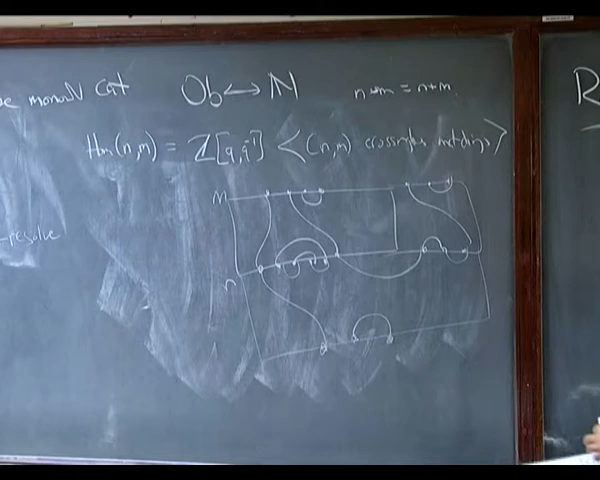 monoid cat Ob ↔ N n+m = n+m.
Hom(n,m) = Z[q,q⁻¹] <(n,m) crossingless matchings>
M
-resolve
n
R